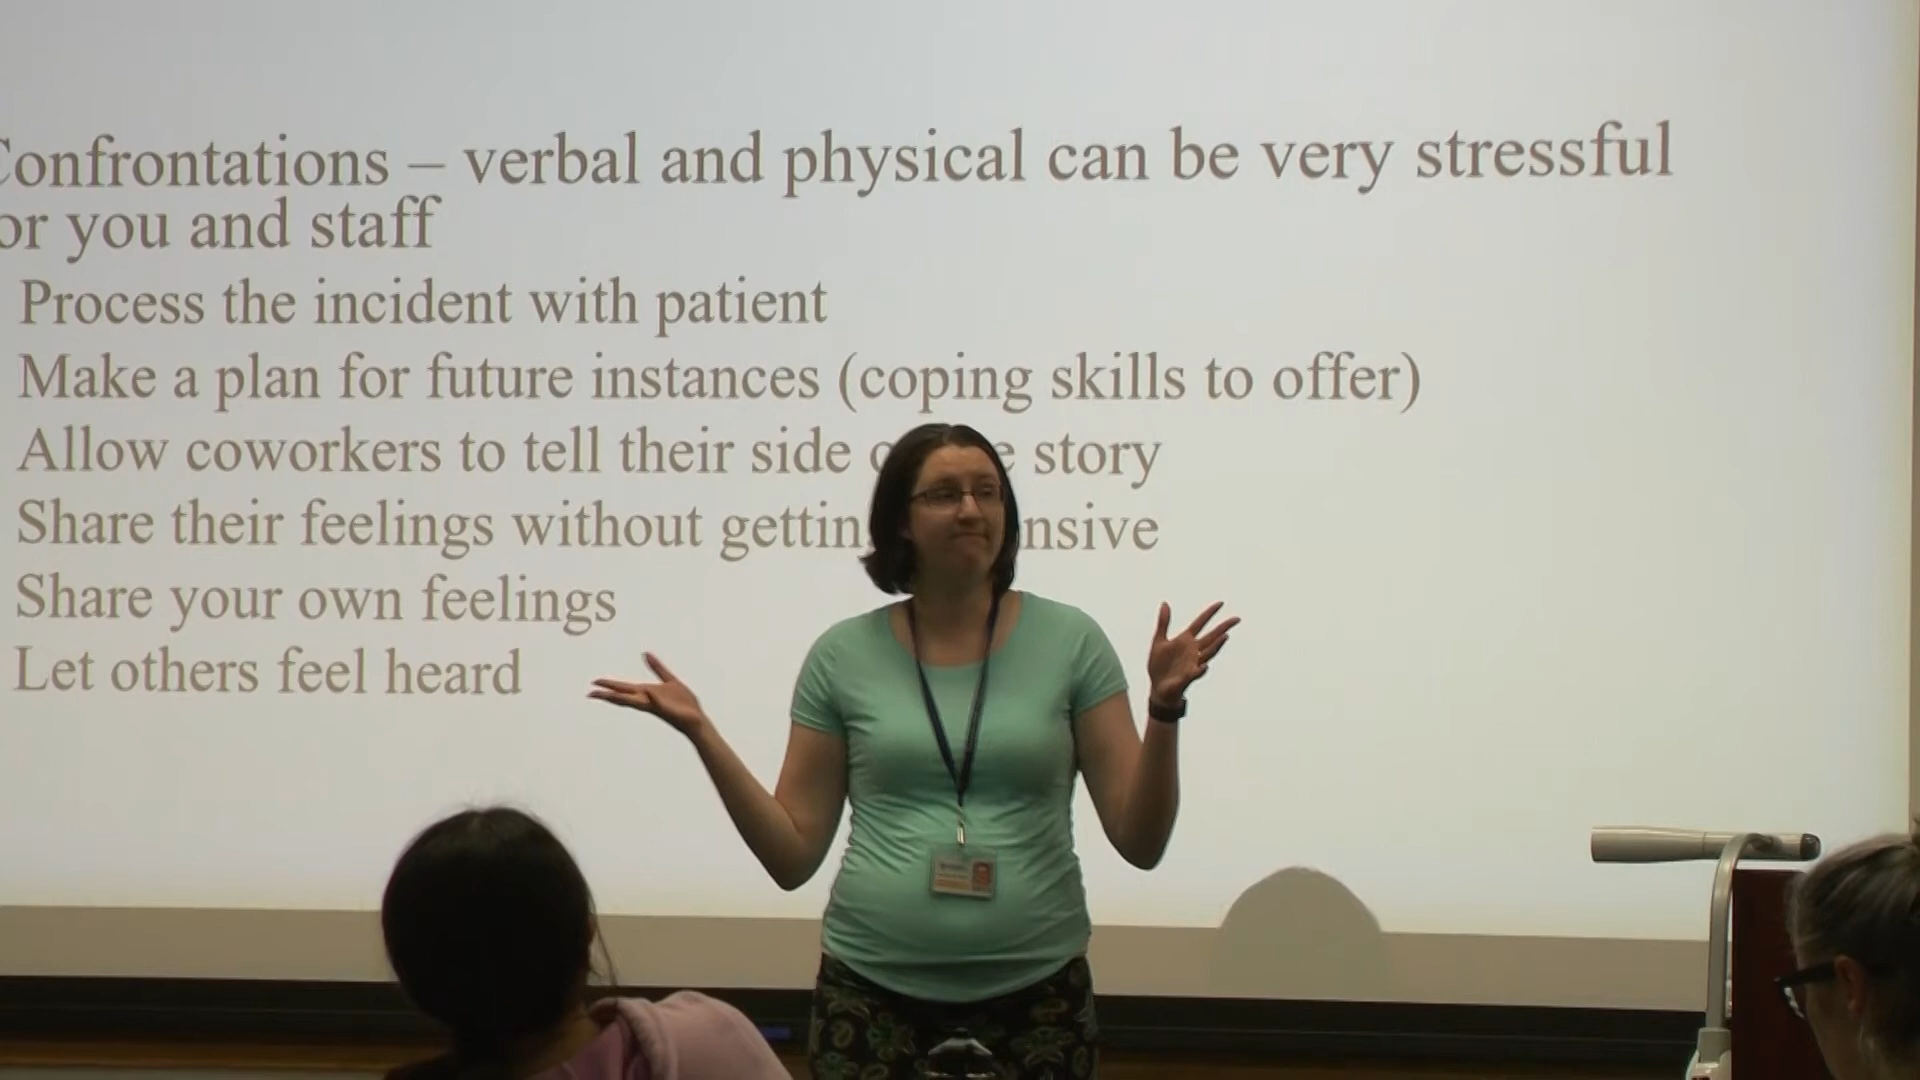 Confrontations – verbal and physical can be very stressful
or you and staff
Process the incident with patient
Make a plan for future instances (coping skills to offer)
Allow coworkers to tell their side story
Share their feelings without
Share your own feelings
Let others feel heard